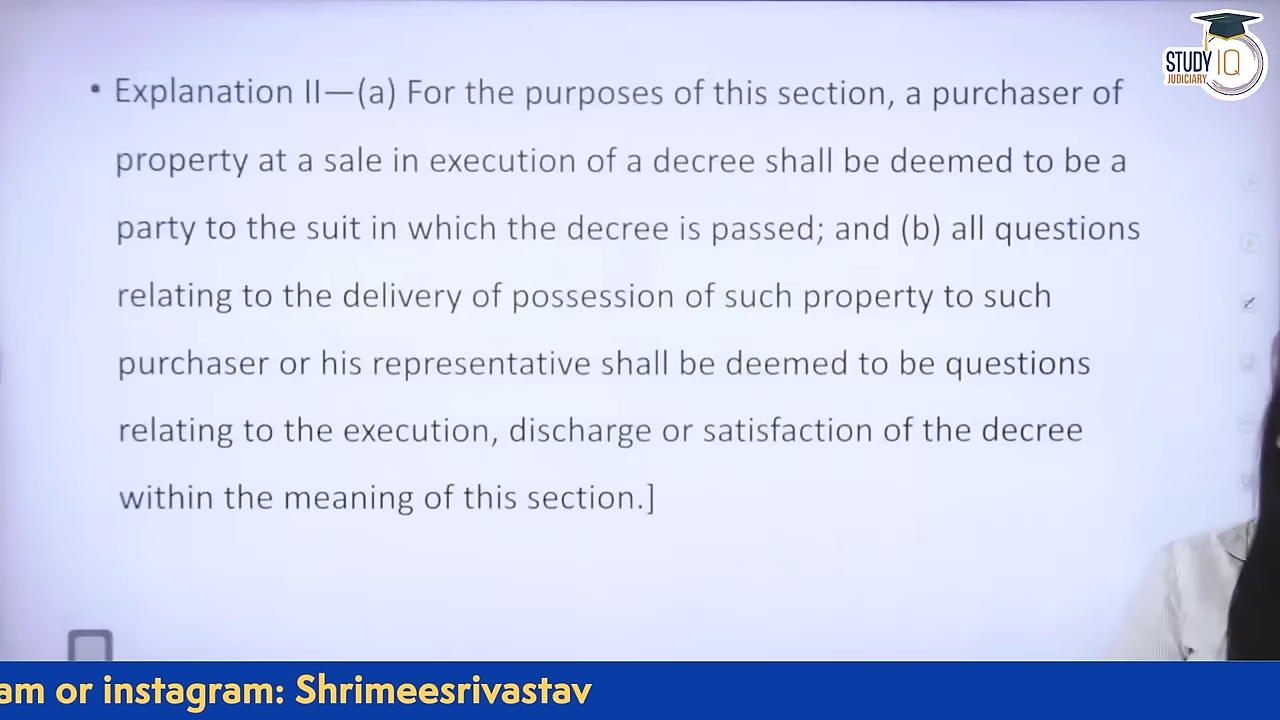 STUDY IQ
JUDICIARY
• Explanation II—(a) For the purposes of this section, a purchaser of
property at a sale in execution of a decree shall be deemed to be a
party to the suit in which the decree is passed; and (b) all questions
relating to the delivery of possession of such property to such
purchaser or his representative shall be deemed to be questions
relating to the execution, discharge or satisfaction of the decree
within the meaning of this section.]
am or instagram: Shrimeesrivastav